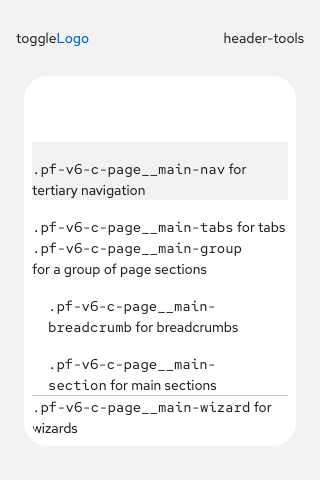 toggleLogo header-tools
.pf-v6-c-page__main-nav for
tertiary navigation
.pf-v6-c-page__main-tabs for tabs
.pf-v6-c-page__main-group
for a group of page sections
.pf-v6-c-page__main-
breadcrumb for breadcrumbs
.pf-v6-c-page__main-
section for main sections
.pf-v6-c-page__main-wizard for
wizards